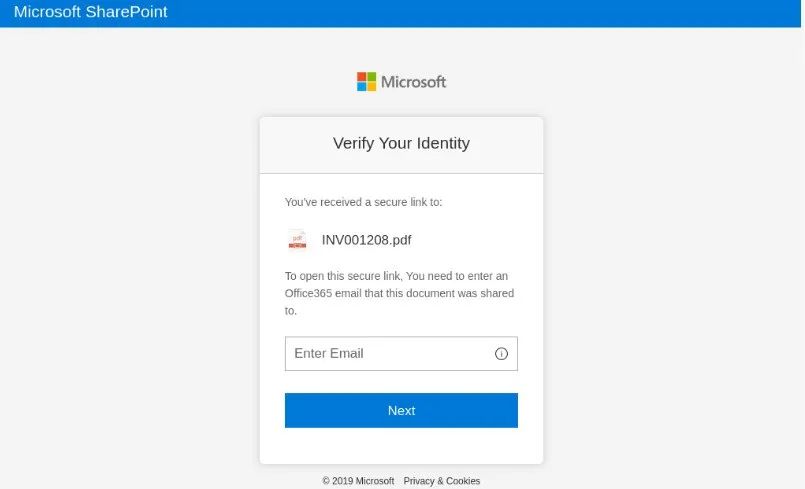 Microsoft SharePoint
Microsoft
Verify Your Identity
You've received a secure link to:
pdf
INV001208.pdf
To open this secure link, You need to enter an
Office365 email that this document was shared
to.
Enter Email
Next
© 2019 Microsoft Privacy & Cookies